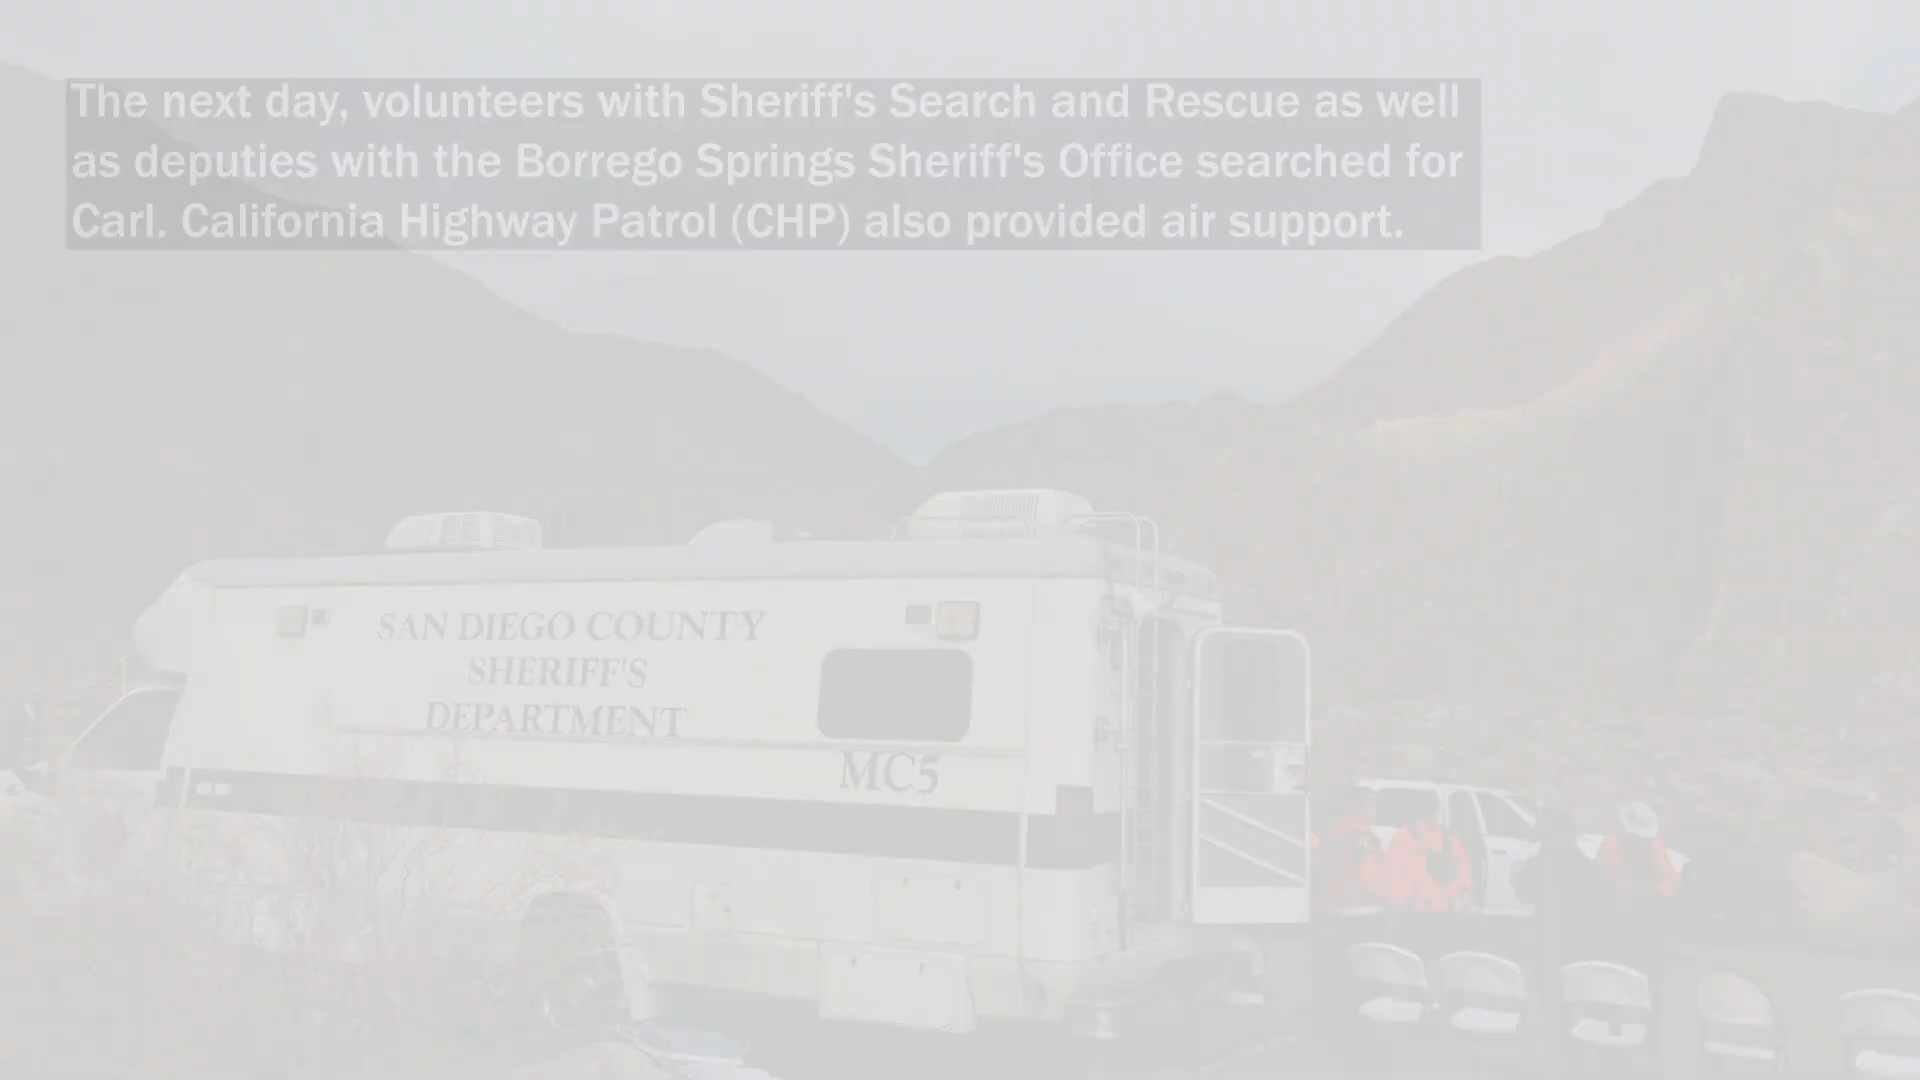 The next day, volunteers with Sheriff's Search and Rescue as well
as deputies with the Borrego Springs Sheriff's Office searched for
Carl. California Highway Patrol (CHP) also provided air support.
SAN DIEGO COUNTY
SHERIFF'S
DEPARTMENT
MC5